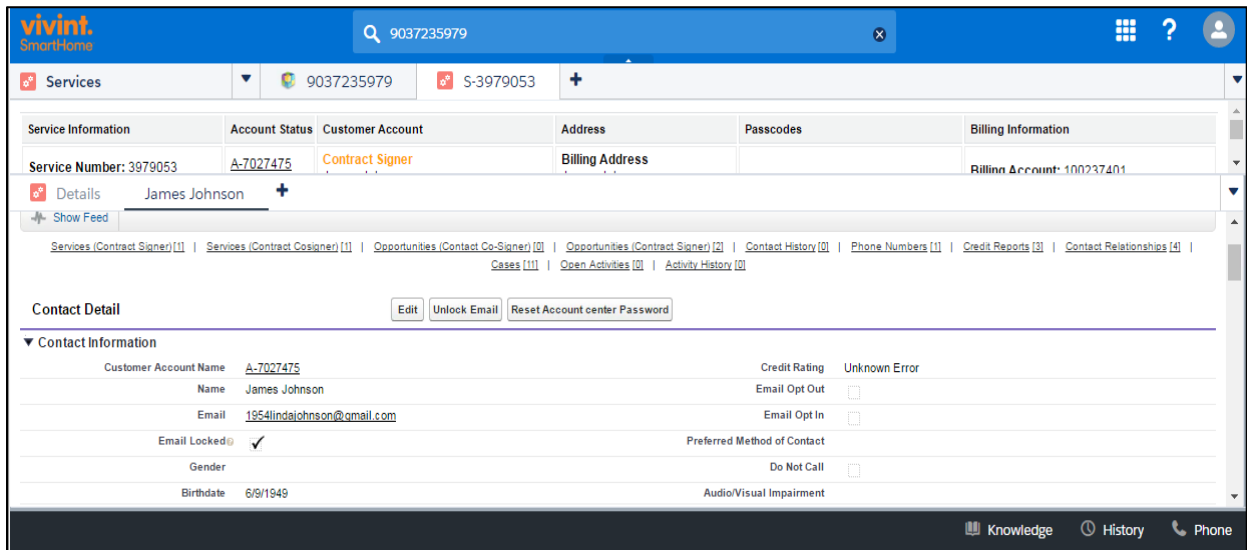 vivint.
SmartHome
9037235979
?
Services
9037235979
S-3979053
Service Information Account Status Customer Account Address Passcodes Billing Information
Service Number: 3979053 A-7027475 Contract Signer Billing Address Billing Account: 100237401
Details James Johnson
Show Feed
Services (Contract Signer)[1] | Services (Contract Cosigner)[1] | Opportunities (Contact Co-Signer)[0] | Opportunities (Contract Signer)[2] | Contact History[0] | Phone Numbers[1] | Credit Reports[3] | Contact Relationships[4] |
Cases[11] | Open Activities[0] | Activity History[0]
Contact Detail Edit Unlock Email Reset Account center Password
Contact Information
Customer Account Name A-7027475 Credit Rating Unknown Error
Name James Johnson Email Opt Out
Email 1954lindajohnson@gmail.com Email Opt In
Email Locked Preferred Method of Contact
Gender Do Not Call
Birthdate 6/9/1949 Audio/Visual Impairment
Knowledge History Phone